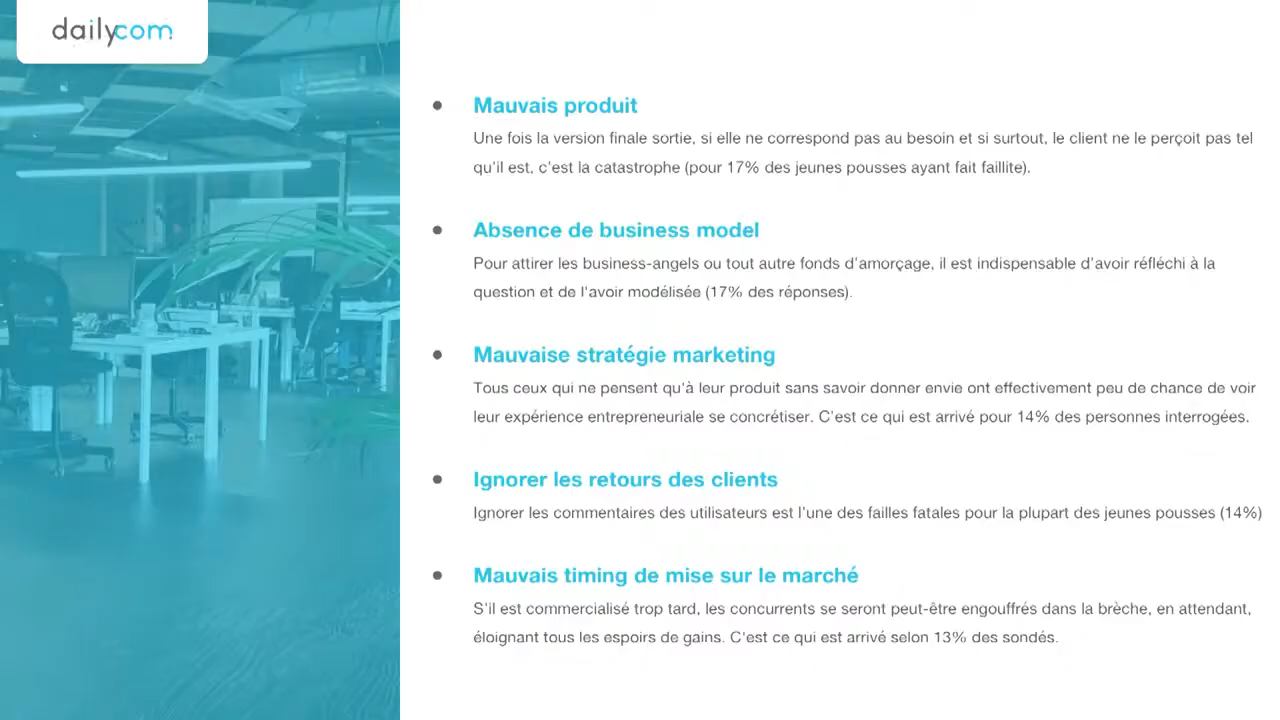 dailycom.
Mauvais produit
Une fois la version finale sortie, si elle ne correspond pas au besoin et si surtout, le client ne le perçoit pas tel
qu'il est, c'est la catastrophe (pour 17% des jeunes pousses ayant fait faillite).
Absence de business model
Pour attirer les business-angels ou tout autre fonds d'amorçage, il est indispensable d'avoir réfléchi à la
question et de l'avoir modélisée (17% des réponses).
Mauvaise stratégie marketing
Tous ceux qui ne pensent qu'à leur produit sans savoir donner envie ont effectivement peu de chance de voir
leur expérience entrepreneuriale se concrétiser. C'est ce qui est arrivé pour 14% des personnes interrogées.
Ignorer les retours des clients
Ignorer les commentaires des utilisateurs est l'une des failles fatales pour la plupart des jeunes pousses (14%)
Mauvais timing de mise sur le marché
S'il est commercialisé trop tard, les concurrents se seront peut-être engouffrés dans la brèche, en attendant,
éloignant tous les espoirs de gains. C'est ce qui est arrivé selon 13% des sondés.